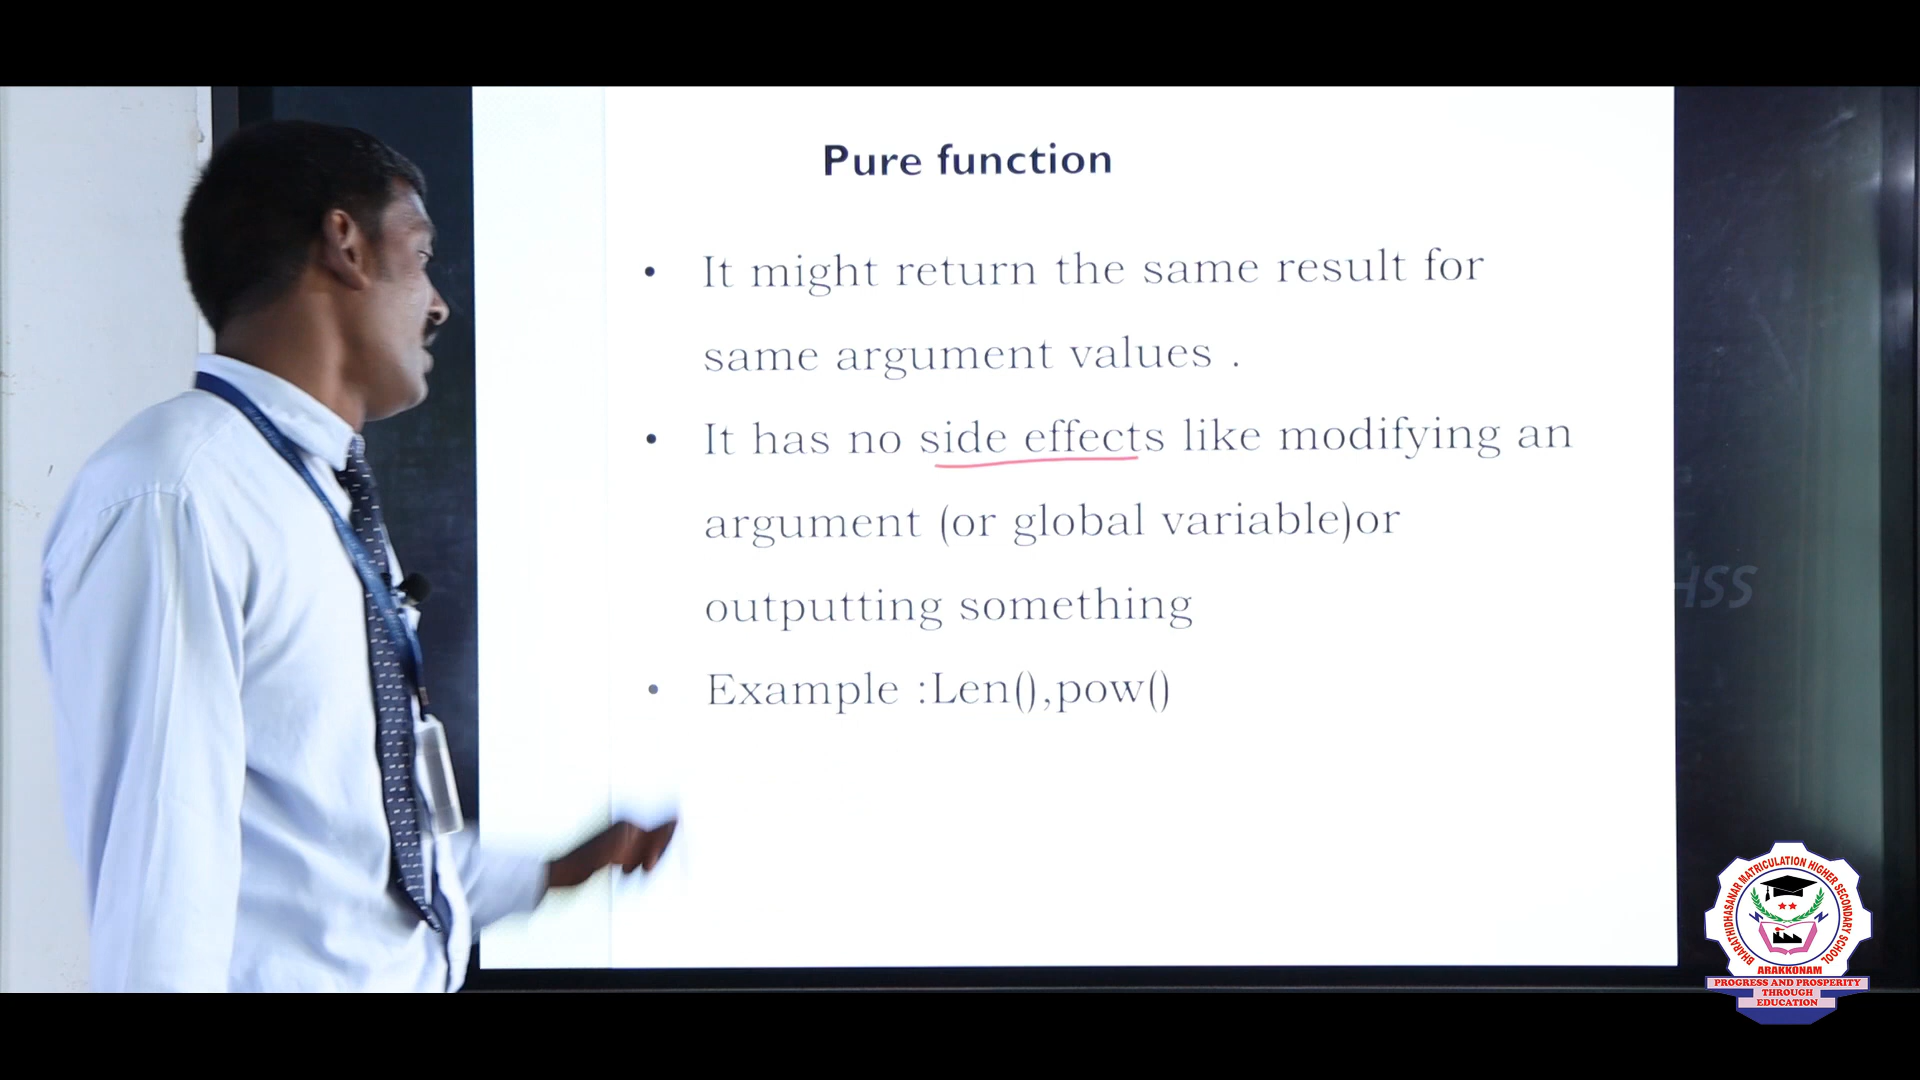 Pure function
• It might return the same result for
same argument values .
• It has no side effects like modifying an
argument (or global variable)or
outputting something
• Example :Len(),pow()
HSS
BHARATHIDHASANAR MATRICULATION HIGHER SECONDARY SCHOOL
ARAKKONAM
PROGRESS AND PROSPERITY
THROUGH
EDUCATION